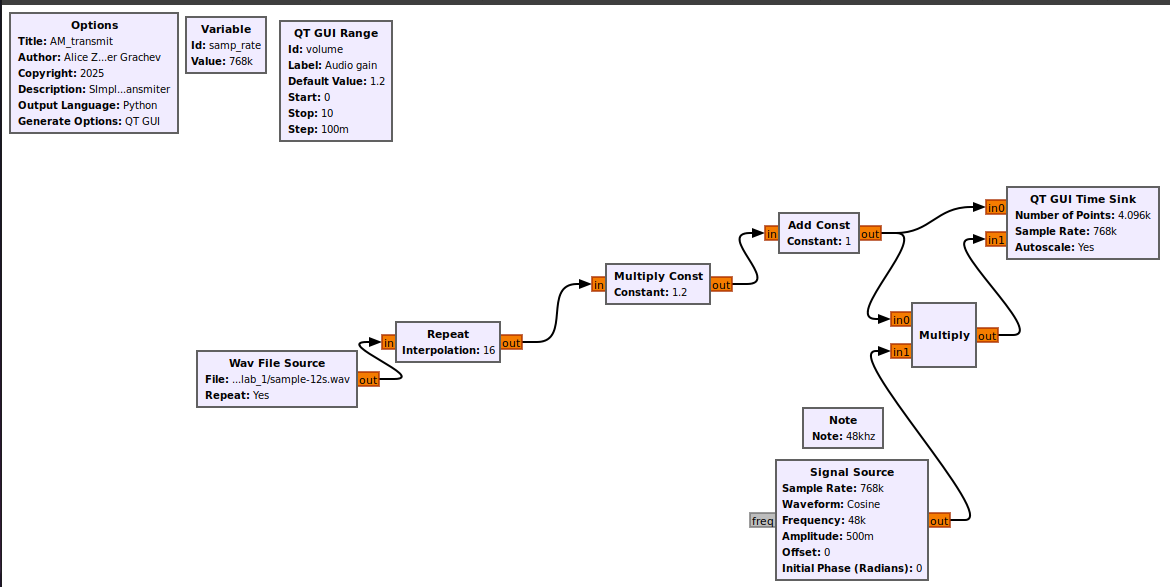 Options
Title: AM_transmit
Author: Alice Z...er Grachev
Copyright: 2025
Description: SImpl...ansmiter
Output Language: Python
Generate Options: QT GUI
Variable
Id: samp_rate
Value: 768k
QT GUI Range
Id: volume
Label: Audio gain
Default Value: 1.2
Start: 0
Stop: 10
Step: 100m
Wav File Source
File: ...lab_1/sample-12s.wav
Repeat: Yes
out
in
Repeat
Interpolation: 16
out
in
Multiply Const
Constant: 1.2
out
in
Add Const
Constant: 1
out
in0
in1
QT GUI Time Sink
Number of Points: 4.096k
Sample Rate: 768k
Autoscale: Yes
in0
in1
Multiply
out
Note
Note: 48khz
freq
Signal Source
Sample Rate: 768k
Waveform: Cosine
Frequency: 48k
Amplitude: 500m
Offset: 0
Initial Phase (Radians): 0
out